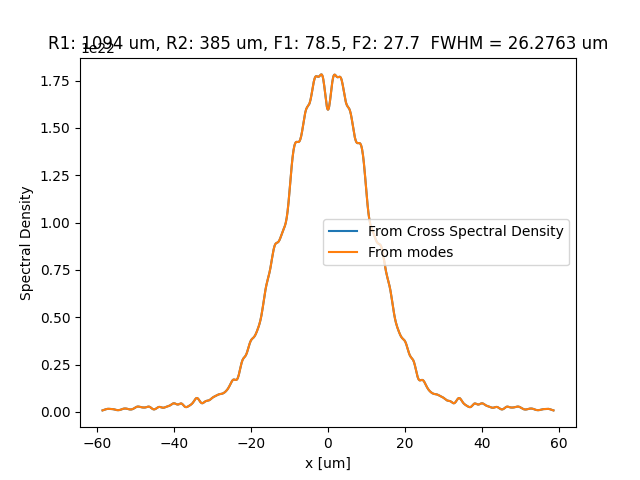 R1: 1094 um, R2: 385 um, F1: 78.5, F2: 27.7  FWHM = 26.2763 um
1e22
1.75
1.50
1.25
1.00
0.75
0.50
0.25
0.00
Spectral Density
From Cross Spectral Density
From modes
−60 −40 −20 0 20 40 60
x [um]